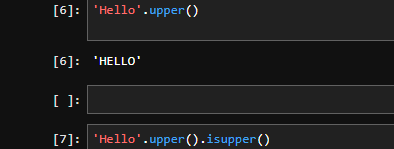 [6]: 'Hello'.upper()
[6]: 'HELLO'
[ ]:
[7]: 'Hello'.upper().isupper()